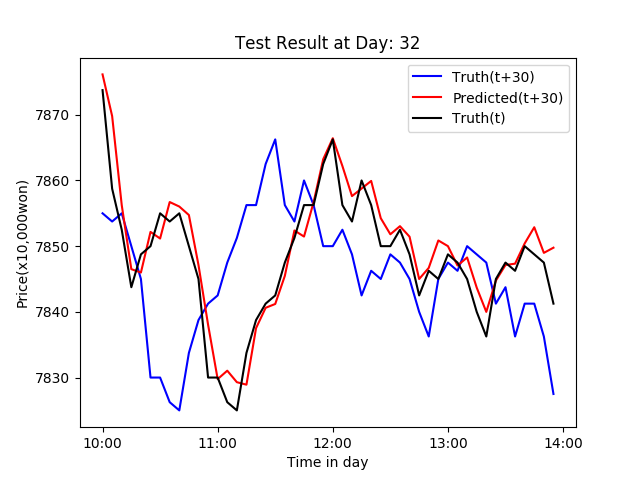 Test Result at Day: 32
Truth(t+30)
Predicted(t+30)
Truth(t)
7870
7860
7850
7840
7830
Price(x10,000won)
10:00 11:00 12:00 13:00 14:00
Time in day